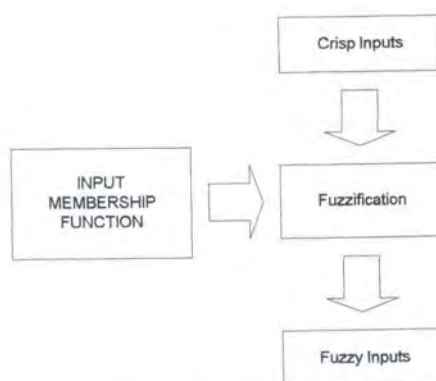 Crisp Inputs
INPUT
MEMBERSHIP
FUNCTION
Fuzzification
Fuzzy Inputs